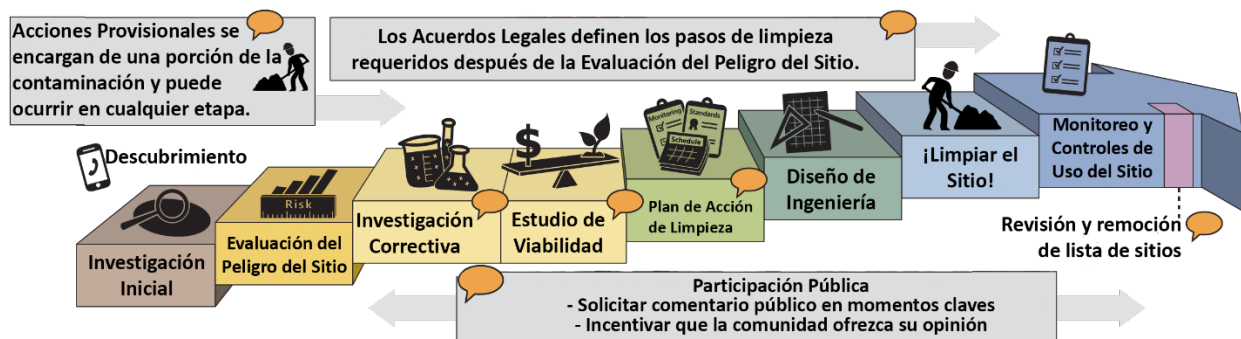 Acciones Provisionales se
encargan de una porción de la
contaminación y puede
ocurrir en cualquier etapa.
Los Acuerdos Legales definen los pasos de limpieza
requeridos después de la Evaluación del Peligro del Sitio.
Descubrimiento
Investigación
Inicial
Risk
Evaluación del
Peligro del Sitio
Investigación
Correctiva
$
Estudio de
Viabilidad
Monitoring
Standards
Schedule
Plan de Acción
de Limpieza
Diseño de
Ingeniería
¡Limpiar el
Sitio!
Monitoreo y
Controles de
Uso del Sitio
Revisión y remoción
de lista de sitios
Participación Pública
- Solicitar comentario público en momentos claves
- Incentivar que la comunidad ofrezca su opinión